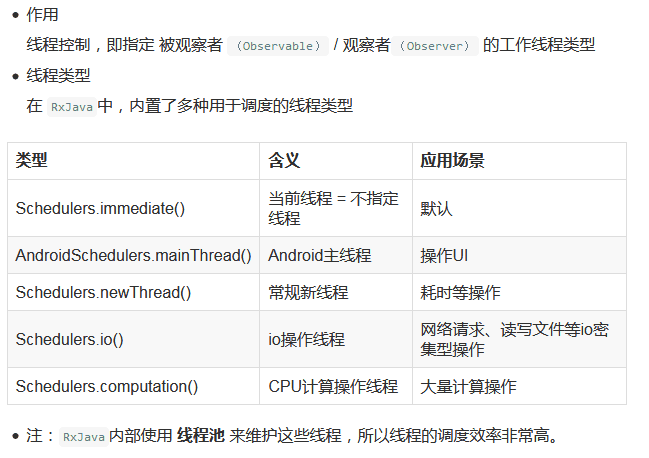 作用
线程控制，即指定 被观察者 （Observable） / 观察者（Observer） 的工作线程类型
线程类型
在 RxJava 中，内置了多种用于调度的线程类型
类型 含义 应用场景
Schedulers.immediate() 当前线程 = 不指定线程 默认
AndroidSchedulers.mainThread() Android主线程 操作UI
Schedulers.newThread() 常规新线程 耗时等操作
Schedulers.io() io操作线程 网络请求、读写文件等io密集型操作
Schedulers.computation() CPU计算操作线程 大量计算操作
注：RxJava 内部使用 线程池 来维护这些线程，所以线程的调度效率非常高。